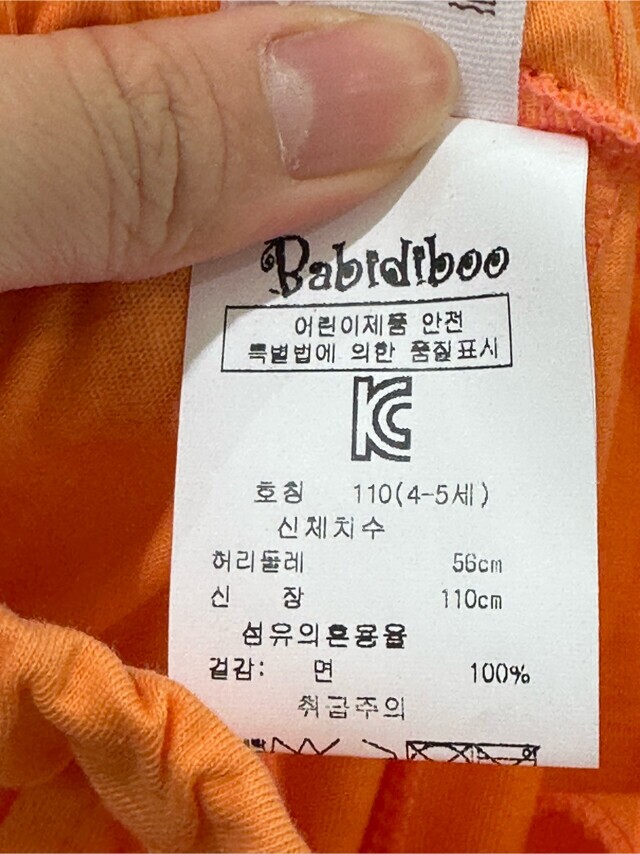 Babidiboo
어린이제품 안전
특별법에 의한 품질표시
KC
호칭 110(4-5세)
신체치수
허리둘레 56cm
신 장 110cm
섬유의혼용율
겉감: 면 100%
취급주의